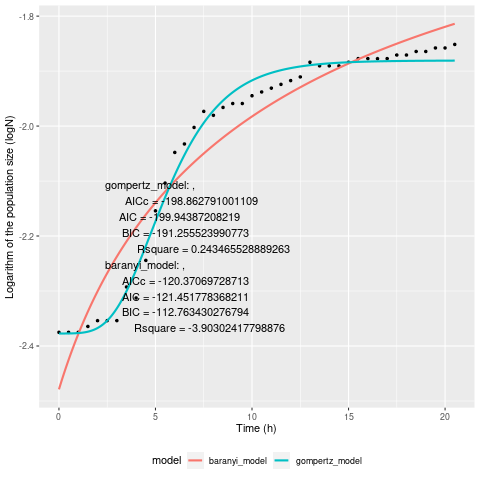 -1.8
-2.0
-2.2
-2.4
Logarithm of the population size (logN)
gompertz_model: ,
AICc = -198.862791001109
AIC = -199.94387208219
BIC = -191.255523990773
Rsquare = 0.243465528889263
baranyi_model: ,
AICc = -120.37069728713
AIC = -121.451778368211
BIC = -112.763430276794
Rsquare = -3.90302417798876
0 5 10 15 20
Time (h)
model baranyi_model gompertz_model